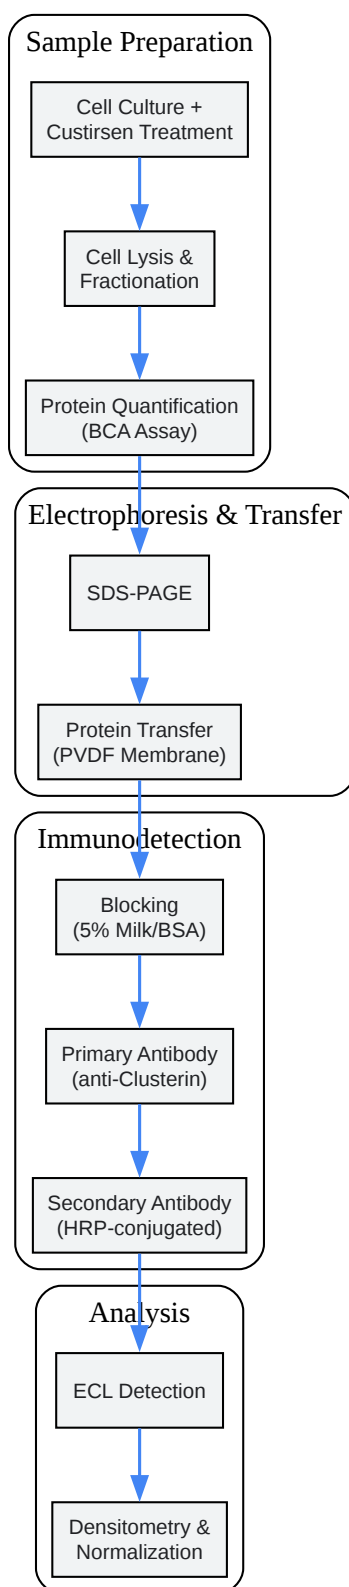 Sample Preparation
Cell Culture +
Custirsen Treatment
Cell Lysis &
Fractionation
Protein Quantification
(BCA Assay)
Electrophoresis & Transfer
SDS-PAGE
Protein Transfer
(PVDF Membrane)
Immunodetection
Blocking
(5% Milk/BSA)
Primary Antibody
(anti-Clusterin)
Secondary Antibody
(HRP-conjugated)
Analysis
ECL Detection
Densitometry &
Normalization